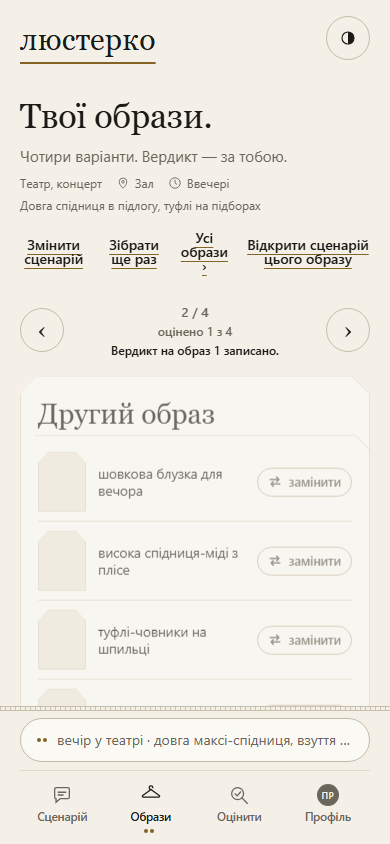 люстерко
Твої образи.
Чотири варіанти. Вердикт — за тобою.
Театр, концерт Зал Ввечері
Довга спідниця в підлогу, туфлі на підборах
Змінити сценарій
Зібрати ще раз
Усі образи ›
Відкрити сценарій цього образу
‹
2 / 4
оцінено 1 з 4
Вердикт на образ 1 записано.
›
Другий образ
шовкова блузка для
вечора
замінити
висока спідниця-міді з
плісе
замінити
туфлі-човники на
шпильці
замінити
вечір у театрі · довга максі-спідниця, взуття ...
Сценарій Образи Оцінити ПР Профіль